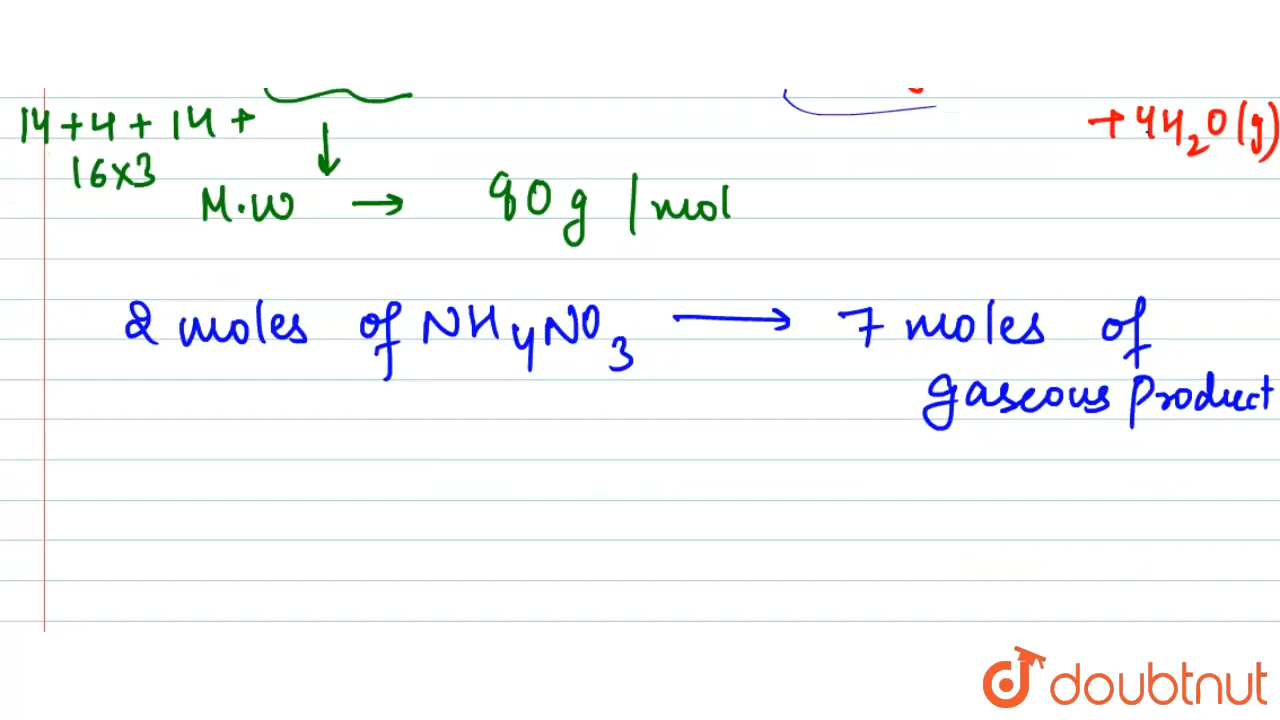 14 + 4 + 14 +
16x3
+ 4H2O(g)
M.W → 80 g / mol
2 moles of NH4NO3 → 7 moles of
gaseous product
doubtnut